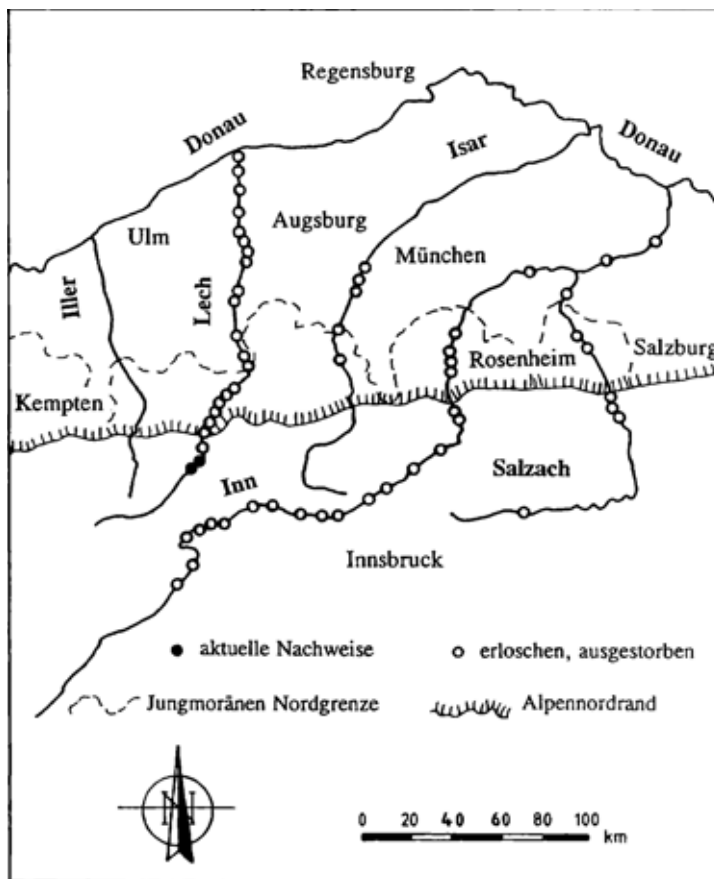 Regensburg
Donau
Donau
Isar
Ulm
Augsburg
München
Iller
Lech
Rosenheim
Salzburg
Kempten
Inn
Salzach
Innsbruck
aktuelle Nachweise
erloschen, ausgestorben
Jungmoränen Nordgrenze
Alpennordrand
N
0 20 40 60 80 100
km